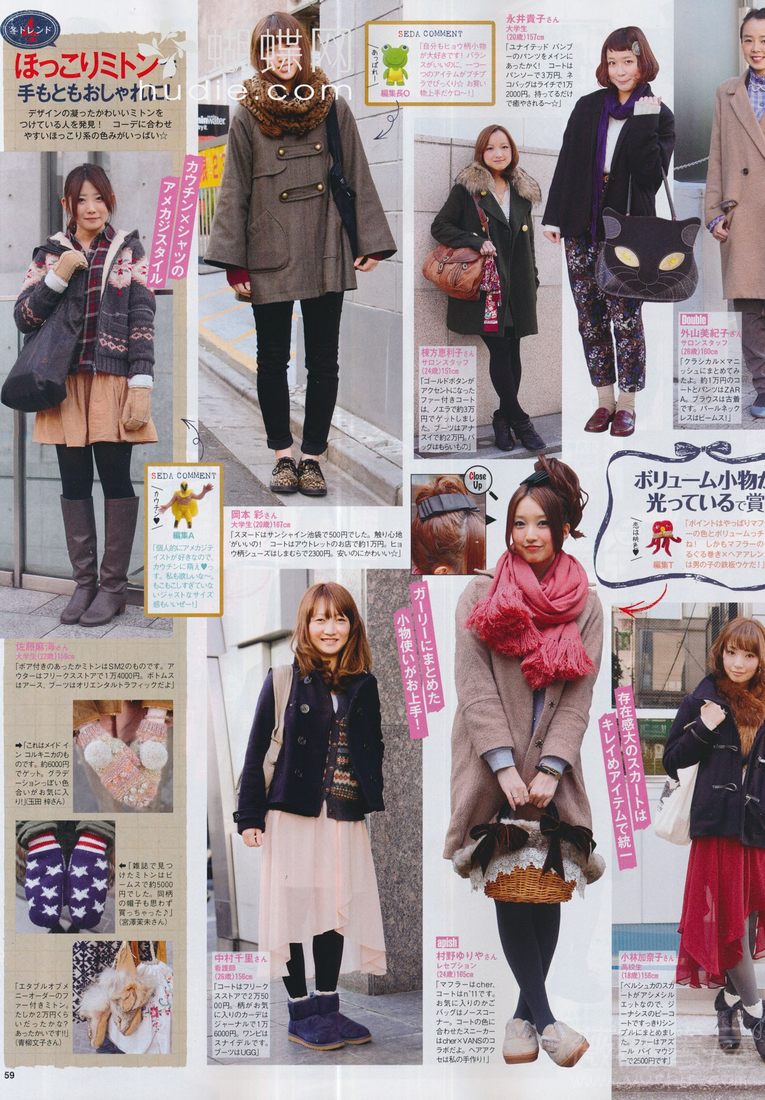 冬トレンド
ほっこりミトン
手もともおしゃれに
デザインの凝ったかわいいミトンを
つけている人を発見！ コーデに合わせ
やすいほっこり系の色みがいっぱい☆
蝴蝶网
nudie.com
カウチン×シャツの
アメカジスタイル
SEDA COMMENT
カウチン♥
編集A
「個人的にアメカジテ
イストが好きなので、
カウチンに萌ぇ♥っ
す。私も欲しいな〜。
もこもこしすぎてい
ないジャストなサイズ
感もいいぜー！」
佐藤麻海さん
大学生(22歳)158cm
「ボア付きのあったかミトンはSM2のものです。ア
ウターはフリークスストアで1万4000円。ボトムス
はアース、ブーツはオリエンタルトラフィックだよ」
➡「これはメイド イン
コルキニカのも
のです。約6000円
でゲット。グラデ
ーションっぽい色
合いがお気に入
り！」(玉田 梓さん)
⬅「雑誌で見つ
けたミトンはビ
ームスで約5000
円でした。同柄
の帽子も思わず
買っちゃった♪」
(宮澤茉未さん)
「エタブルオブメ
ニーオーダーのフ
ァー付きミトン。
たしか2万円くら
いだったかな？
あったかいです!!」
(青柳文子さん)
59
SEDA COMMENT
あっぱれー！
編集長O
「自分もヒョウ柄小物
が大好きです！バラン
スがいいのに、一つ一
つのアイテムがプチプ
ラでびっくり☆ お買
い物上手だケロ〜！」
岡本 彩さん
大学生(20歳)167cm
「スヌードはサンシャイン池袋で500円でした。触り心地
がいいの！ コートはアウトレットのお店で約1万円。ヒョ
ウ柄シューズはしまむらで2300円。安いのにかわいい☆」
棟方恵利子さん
サロンスタッフ
(24歳)151cm
「ゴールドボタンが
アクセントになった
ファー付きコートは
、ノエラで約3万円
でゲットしました。
ブーツはアナスイで
約2万円。バッグは
もらいもの」
永井貴子さん
大学生
(20歳)157cm
「ユナイテッド バンブ
ーのパンツをメインに
あったかく！ コート
はパンソーで3万円、ネ
コバッグはライチで1万
2000円。持ってるだけ
で癒やされる〜☆」
Double
外山美紀子さん
サロンスタッフ
(26歳)160cm
「クラシカル×マニ
ッシュにまとめてみ
たよ。約1万円のコ
ートとパンツはZAR
A。ブラウスは古着
です。パールネック
レスはビームス！」
ボリューム小物が
光っているで賞
恋は映き♥
編集T
「ポイントはやっぱりマフ
ーの色とボリュームっチ
ね！ しかもマフラーの
るぐる巻き×ヘアアレン
は男の子の鉄板ウケだ！」
Close Up
ガーリーにまとめた
小物使いがお上手！
中村千里さん
看護師
(26歳)156cm
「コートはフリーク
スストアで2万50
0円。柄がお気
に入りのカーデは
ジャーナルで1万
6000円。ワンピは
スナイデルです。
ブーツはUGG」
apish
村野ゆりやさん
レセプション
(24歳)165cm
「マフラーはcher、
コートはn°11です。
お気に入りのかご
バッグはノースコー
ナー。コートの色に
合わせたスニーカー
はcher×VANSのコ
ラボだよ。ヘアアク
セは私の手作り！」
存在感大のスカートは
キレイめアイテムで統一
小林加奈子さん
高校生
(18歳)158cm
「ベルシュカのスカ
ートがアシメシル
エットなので、ジ
ーナシスのピーコ
ートですっきりシン
プルにまとめまし
た。ファーはアズ
ール バイ マウジ
ーで2500円です」